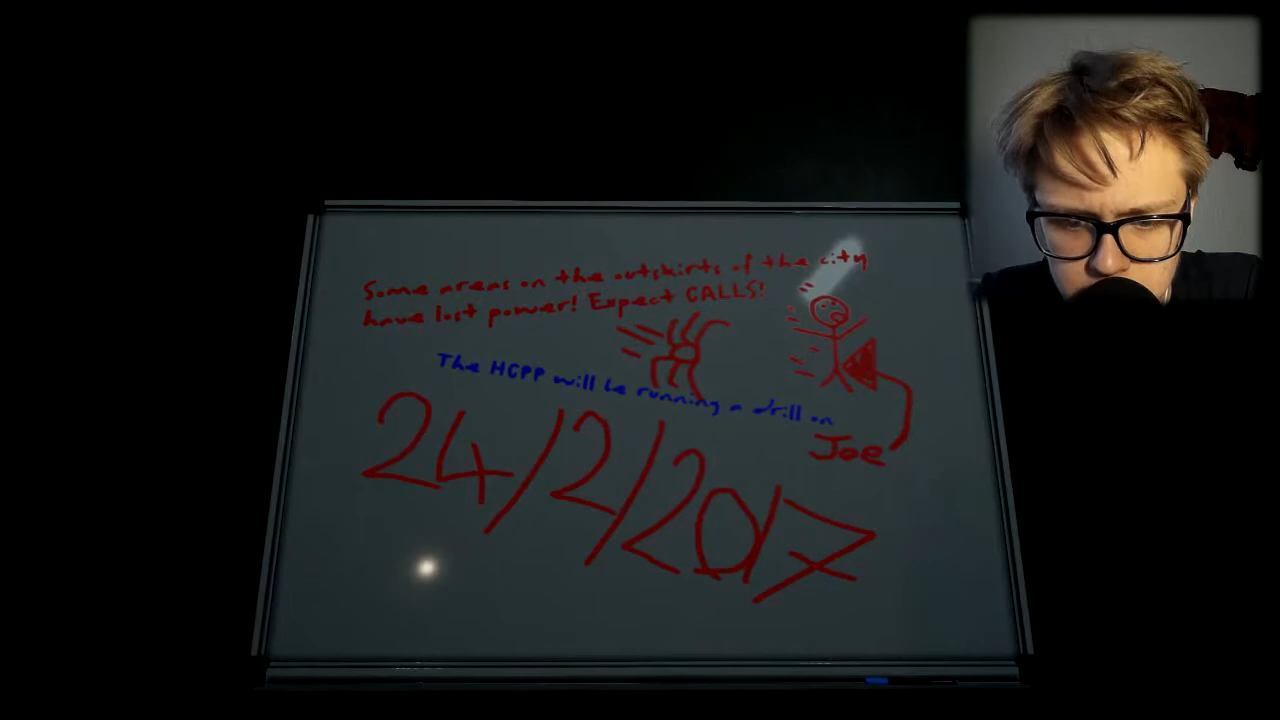 Some areas on the outskirts of the city
have lost power! Expect CALLS!
The HCPP will be running a drill on
24/2/2017
Joe